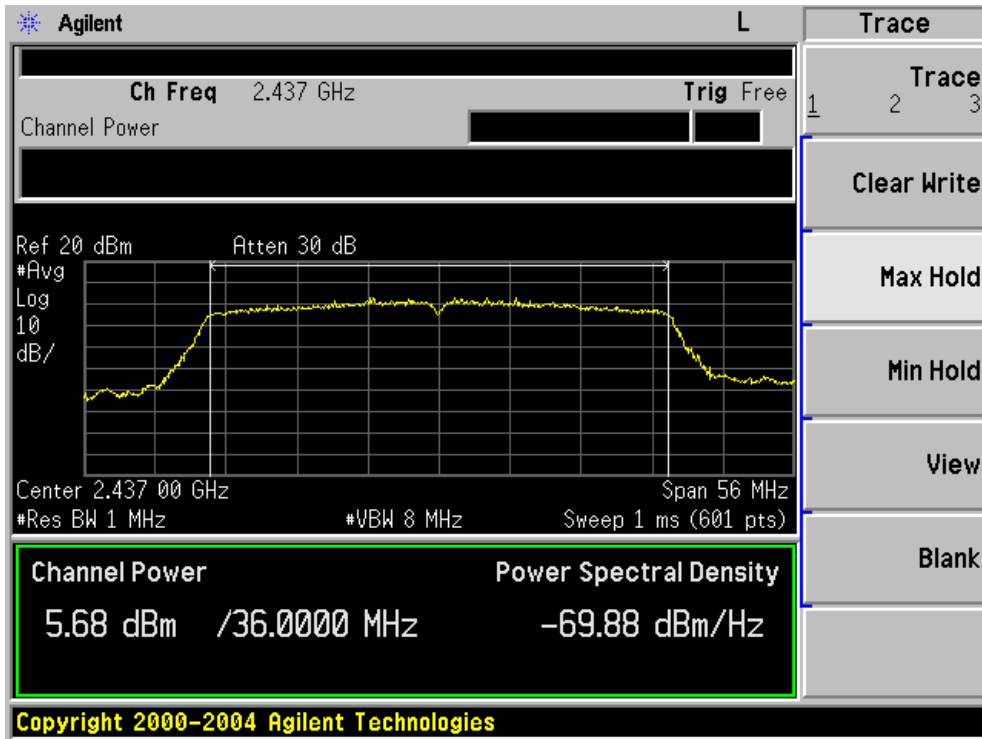 Agilent L Trace
Ch Freq 2.437 GHz Trig Free
Channel Power
Trace
1 2 3
Clear Write
Max Hold
Min Hold
View
Blank
Ref 20 dBm Atten 30 dB
#Avg
Log
10
dB/
Center 2.437 00 GHz Span 56 MHz
#Res BW 1 MHz #VBW 8 MHz Sweep 1 ms (601 pts)
Channel Power Power Spectral Density
5.68 dBm /36.0000 MHz -69.88 dBm/Hz
Copyright 2000-2004 Agilent Technologies